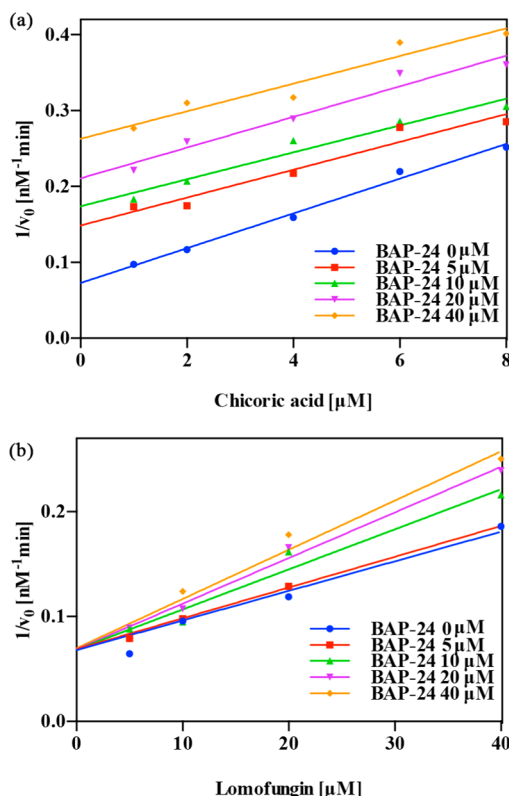 (a)
0.4
0.3
0.2
0.1
0.0
1/v₀ [nM⁻¹min]
BAP-24 0 µM
BAP-24 5 µM
BAP-24 10 µM
BAP-24 20 µM
BAP-24 40 µM
0 2 4 6 8
Chicoric acid [µM]
(b)
0.2
0.1
0.0
1/v₀ [nM⁻¹min]
BAP-24 0 µM
BAP-24 5 µM
BAP-24 10 µM
BAP-24 20 µM
BAP-24 40 µM
0 10 20 30 40
Lomofungin [µM]